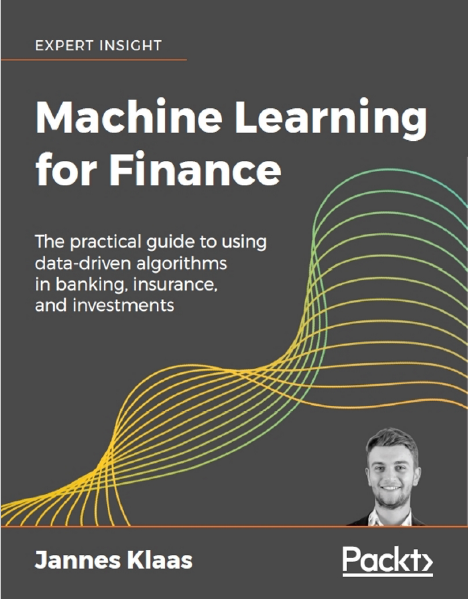 EXPERT INSIGHT
Machine Learning
for Finance
The practical guide to using
data-driven algorithms
in banking, insurance,
and investments
Jannes Klaas
Packt>